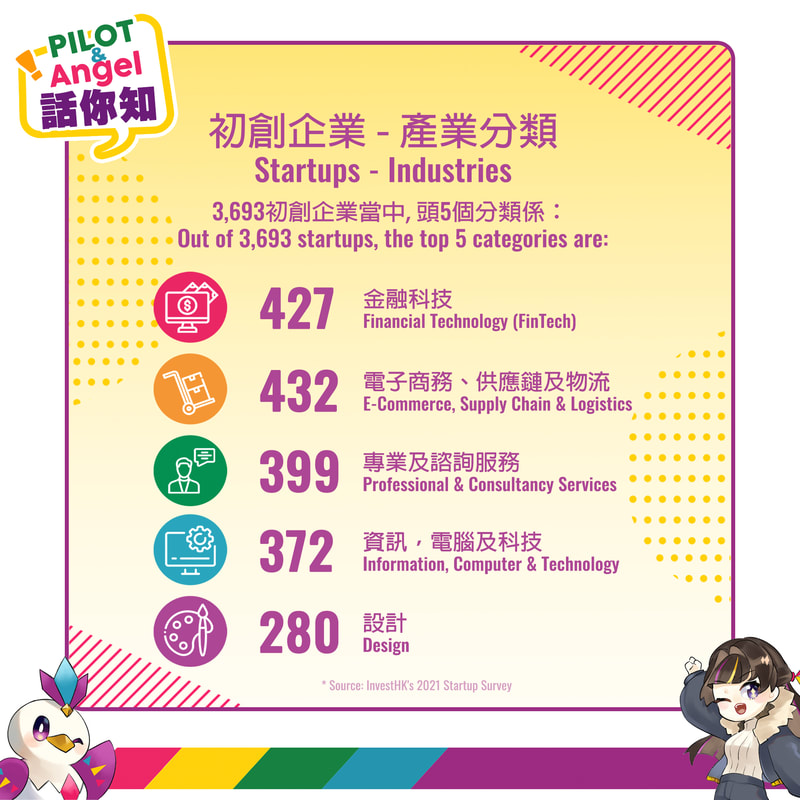 PILOT
&
Angel
話你知
初創企業 - 產業分類
Startups - Industries
3,693初創企業當中, 頭5個分類係：
Out of 3,693 startups, the top 5 categories are:
427
金融科技
Financial Technology (FinTech)
432
電子商務、供應鏈及物流
E-Commerce, Supply Chain & Logistics
399
專業及諮詢服務
Professional & Consultancy Services
372
資訊，電腦及科技
Information, Computer & Technology
280
設計
Design
* Source: InvestHK's 2021 Startup Survey